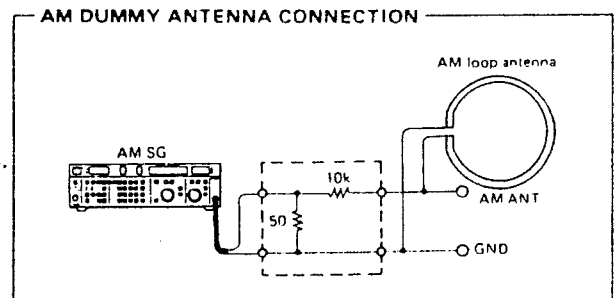 AM DUMMY ANTENNA CONNECTION
AM loop antenna
AM SG
10k
50
AM ANT
GND